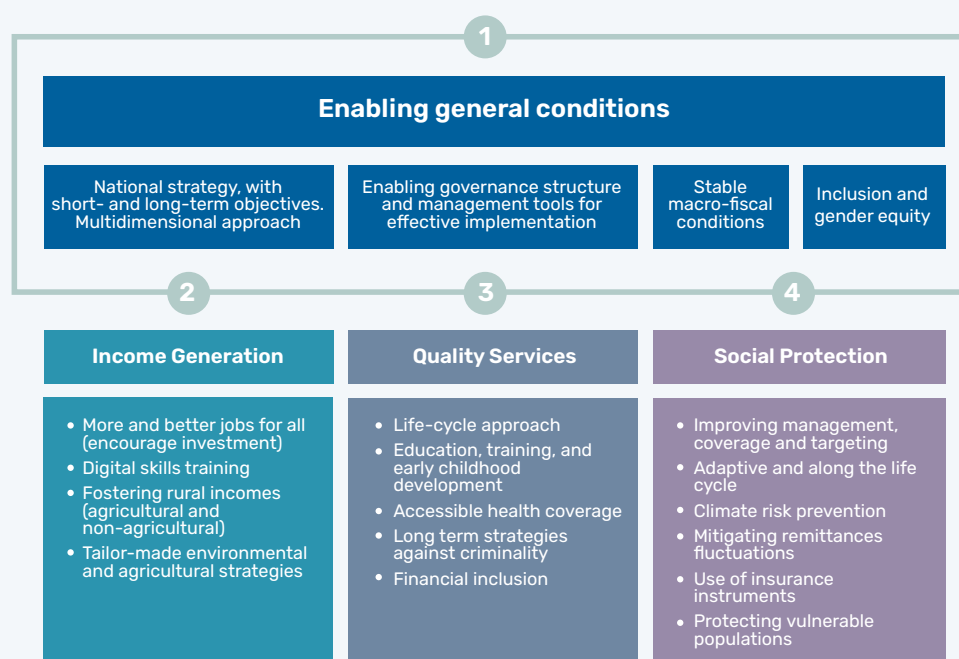 1
Enabling general conditions
National strategy, with
short- and long-term objectives.
Multidimensional approach
Enabling governance structure
and management tools for
effective implementation
Stable
macro-fiscal
conditions
Inclusion and
gender equity
2
3
4
Income Generation
• More and better jobs for all
(encourage investment)
• Digital skills training
• Fostering rural incomes
(agricultural and
non-agricultural)
• Tailor-made environmental
and agricultural strategies
Quality Services
• Life-cycle approach
• Education, training, and
early childhood
development
• Accessible health coverage
• Long term strategies
against criminality
• Financial inclusion
Social Protection
• Improving management,
coverage and targeting
• Adaptive and along the life
cycle
• Climate risk prevention
• Mitigating remittances
fluctuations
• Use of insurance
instruments
• Protecting vulnerable
populations